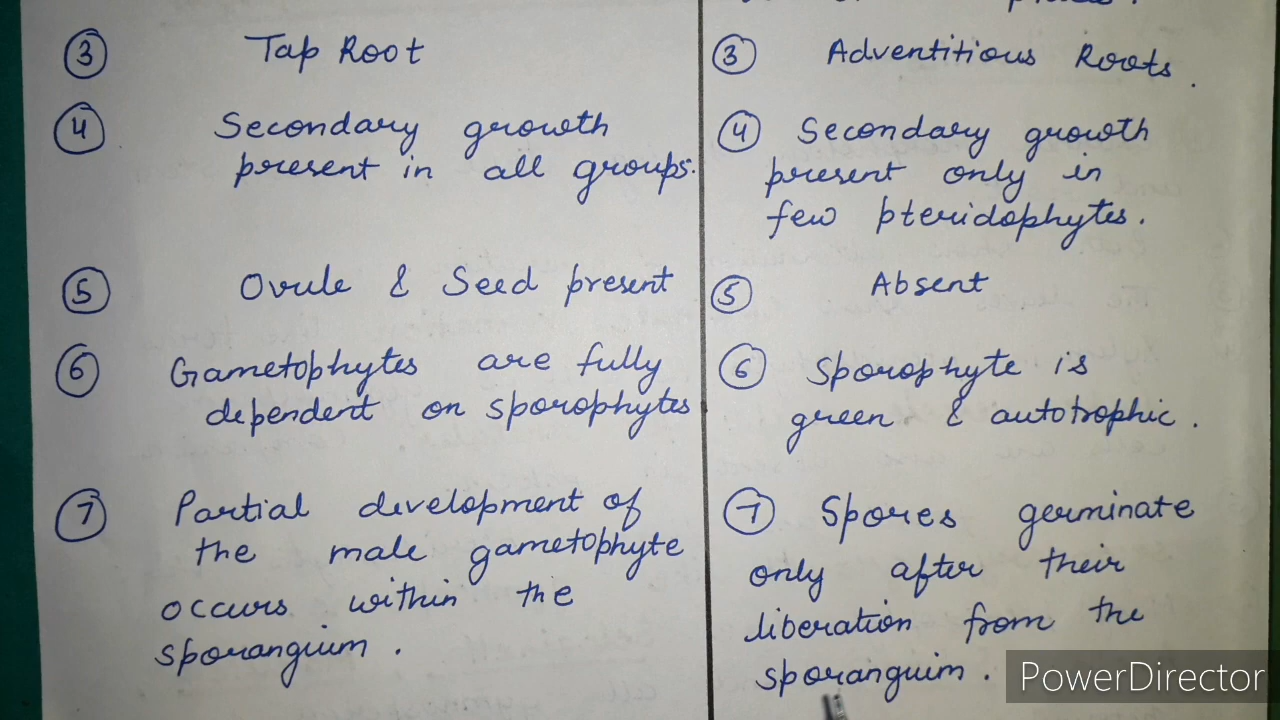 ③ Tap Root
④ Secondary growth
present in all groups.
⑤ Ovule & Seed present
⑥ Gametophytes are fully
dependent on sporophytes
⑦ Partial development of
the male gametophyte
occurs within the
sporangium.
③ Adventitious Roots.
④ Secondary growth
present only in
few pteridophytes.
⑤ Absent
⑥ Sporophyte is
green & autotrophic.
⑦ Spores germinate
only after their
liberation from the
sporanguim.
PowerDirector